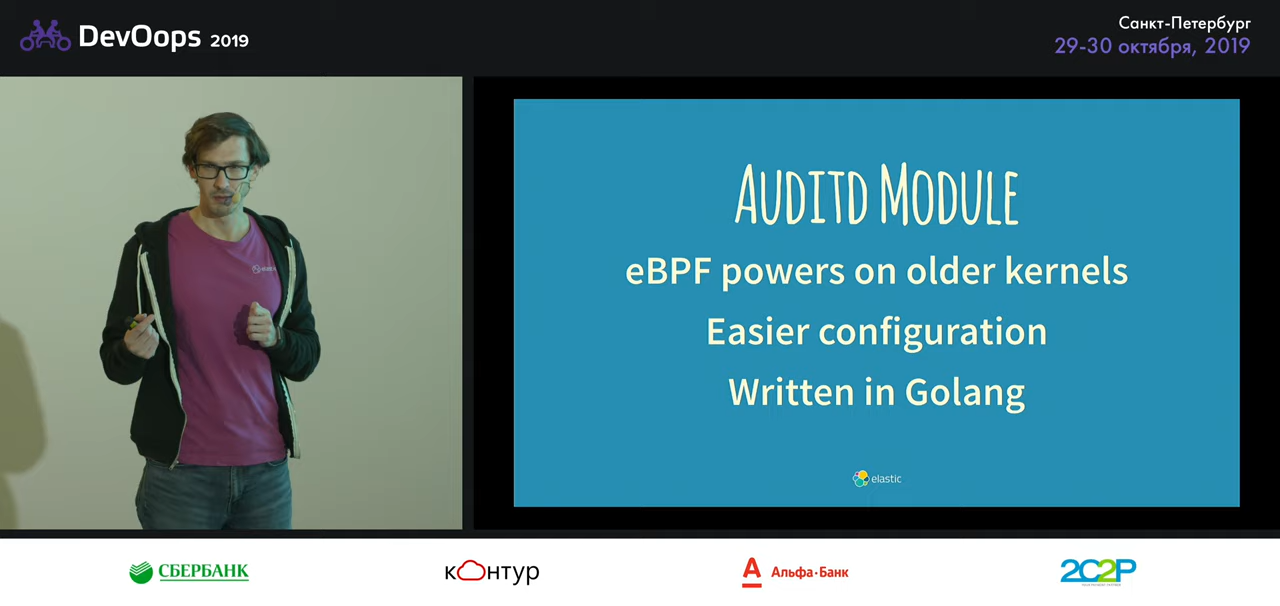 DevOops 2019
Санкт-Петербург
29-30 октября, 2019
AUDITD MODULE
eBPF powers on older kernels
Easier configuration
Written in Golang
elastic
СБЕРБАНК
контур
Альфа·Банк
2C2P